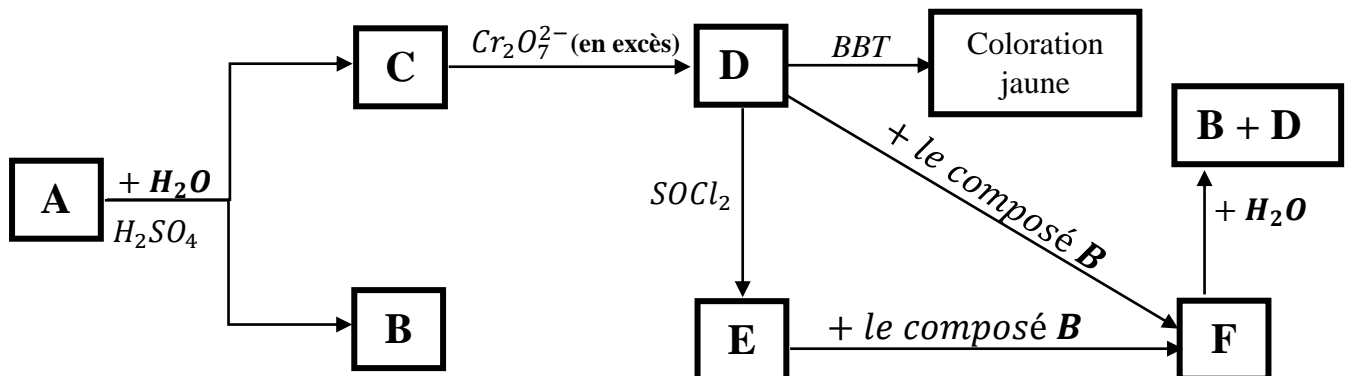 C
Cr₂O₇²⁻(en excès)
D
BBT
Coloration
jaune
A
+ H₂O
H₂SO₄
SOCl₂
+ le composé B
B + D
+ H₂O
B
E
+ le composé B
F